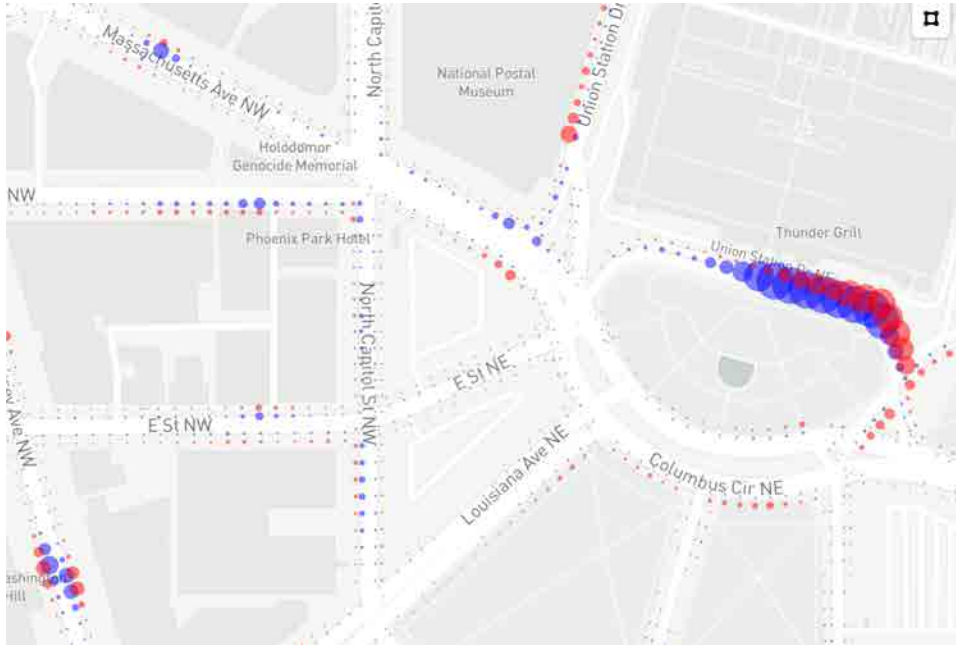 Massachusetts Ave NW
North Capit
Union Station Dr
National Postal
Museum
Holodomor
Genocide Memorial
NW
Phoenix Park Hotel
Thunder Grill
Union Station Dr NE
North Capitol St NW
E St NE
E St NW
ey Ave NW
Louisiana Ave NE
Columbus Cir NE
ashington
Hill